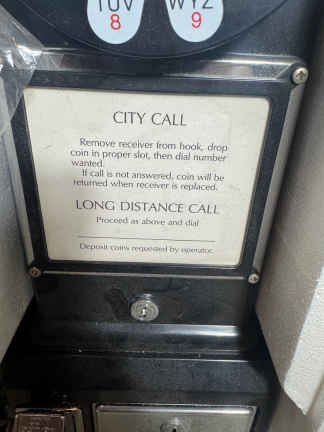 TUV WXYZ
8 9
CITY CALL
Remove receiver from hook, drop
coin in proper slot, then dial number
wanted.
If call is not answered, coin will be
returned when receiver is replaced.
LONG DISTANCE CALL
Proceed as above and dial
Deposit coins requested by operator.